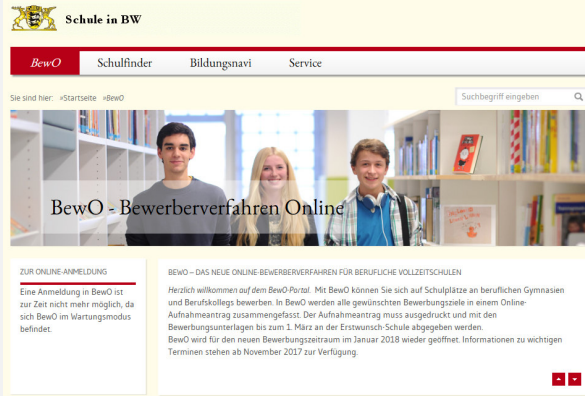 Schule in BW
BewO Schulfinder Bildungsnavi Service
Sie sind hier: »Startseite »BewO
Suchbegriff eingeben
BewO - Bewerberverfahren Online
ZUR ONLINE-ANMELDUNG
Eine Anmeldung in BewO ist
zur Zeit nicht mehr möglich, da
sich BewO im Wartungsmodus
befindet.
BEWO – DAS NEUE ONLINE-BEWERBERVERFAHREN FÜR BERUFLICHE VOLLZEITSCHULEN
Herzlich willkommen auf dem BewO-Portal. Mit BewO können Sie sich auf Schulplätze an beruflichen Gymnasien
und Berufskollegs bewerben. In BewO werden alle gewünschten Bewerbungsziele in einem Online-
Aufnahmeantrag zusammengefasst. Der Aufnahmeantrag muss ausgedruckt und mit den
Bewerbungsunterlagen bis zum 1. März an der Erstwunsch-Schule abgegeben werden.
BewO wird für den neuen Bewerbungszeitraum im Januar 2018 wieder geöffnet. Informationen zu wichtigen
Terminen stehen ab November 2017 zur Verfügung.